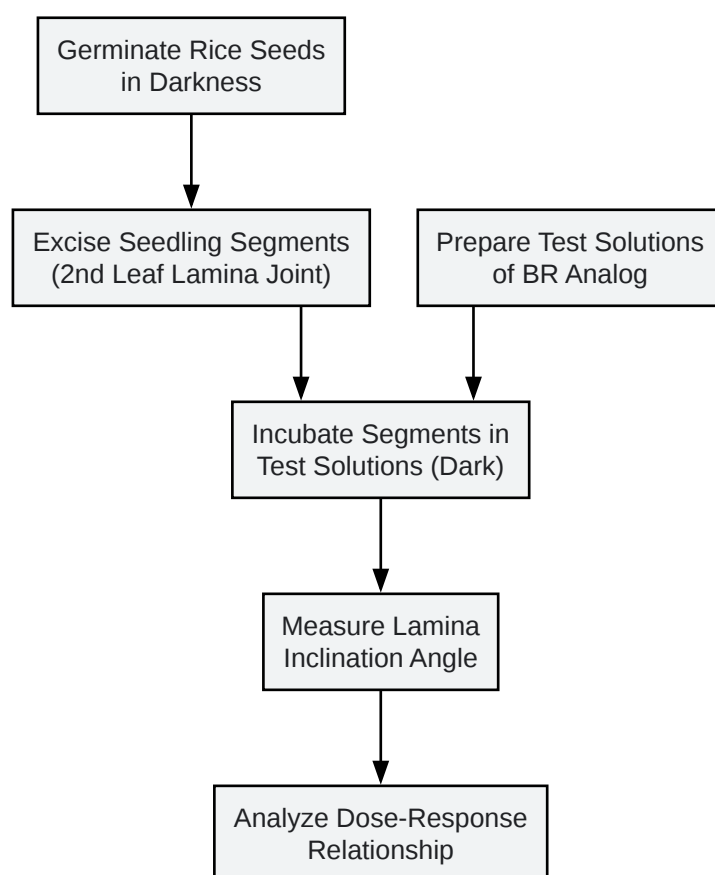 Germinate Rice Seeds
in Darkness
Excise Seedling Segments
(2nd Leaf Lamina Joint)
Prepare Test Solutions
of BR Analog
Incubate Segments in
Test Solutions (Dark)
Measure Lamina
Inclination Angle
Analyze Dose-Response
Relationship